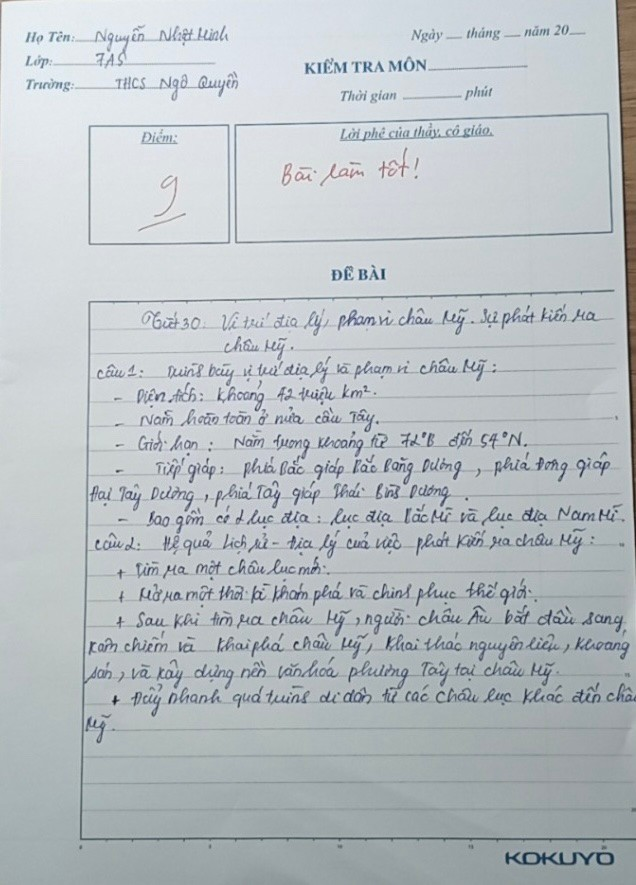 Họ Tên: Nguyễn Nhật Minh
Ngày __ tháng __ năm 20__
Lớp: 7A5
KIỂM TRA MÔN
Trường: THCS Ngô Quyền
Thời gian ______ phút
Điểm:
Lời phê của thầy, cô giáo.
9
Bài làm tốt!
ĐỀ BÀI
Tiết 30: Vị trí địa lý, phạm vi châu Mỹ. Sự phát kiến ra
châu Mỹ.
câu 1: Trình bày vị trí địa lý và phạm vi châu Mỹ:
- Diện tích: khoảng 42 triệu km².
- Nằm hoàn toàn ở nửa cầu Tây.
- Giới hạn: Nằm trong khoảng từ 72°B đến 54°N.
- Tiếp giáp: phía Bắc giáp Bắc Băng Dương, phía Đông giáp
Đại Tây Dương, phía Tây giáp Thái Bình Dương.
- Bao gồm có 2 lục địa: lục địa Bắc Mĩ và lục địa Nam Mĩ.
câu 2: Hệ quả Lịch sử - Địa lý của việc phát kiến ra châu Mỹ:
+ Tìm ra một châu lục mới.
+ Mở ra một thời kì khám phá và chinh phục thế giới.
+ Sau khi tìm ra châu Mỹ, người châu Âu bắt đầu sang
xâm chiếm và khai phá châu Mỹ, khai thác nguyên liệu, khoáng
sản, và xây dựng nền văn hóa phương Tây tại châu Mỹ.
+ Đẩy nhanh quá trình di dân từ các châu lục khác đến châu
Mỹ.
KOKUYO